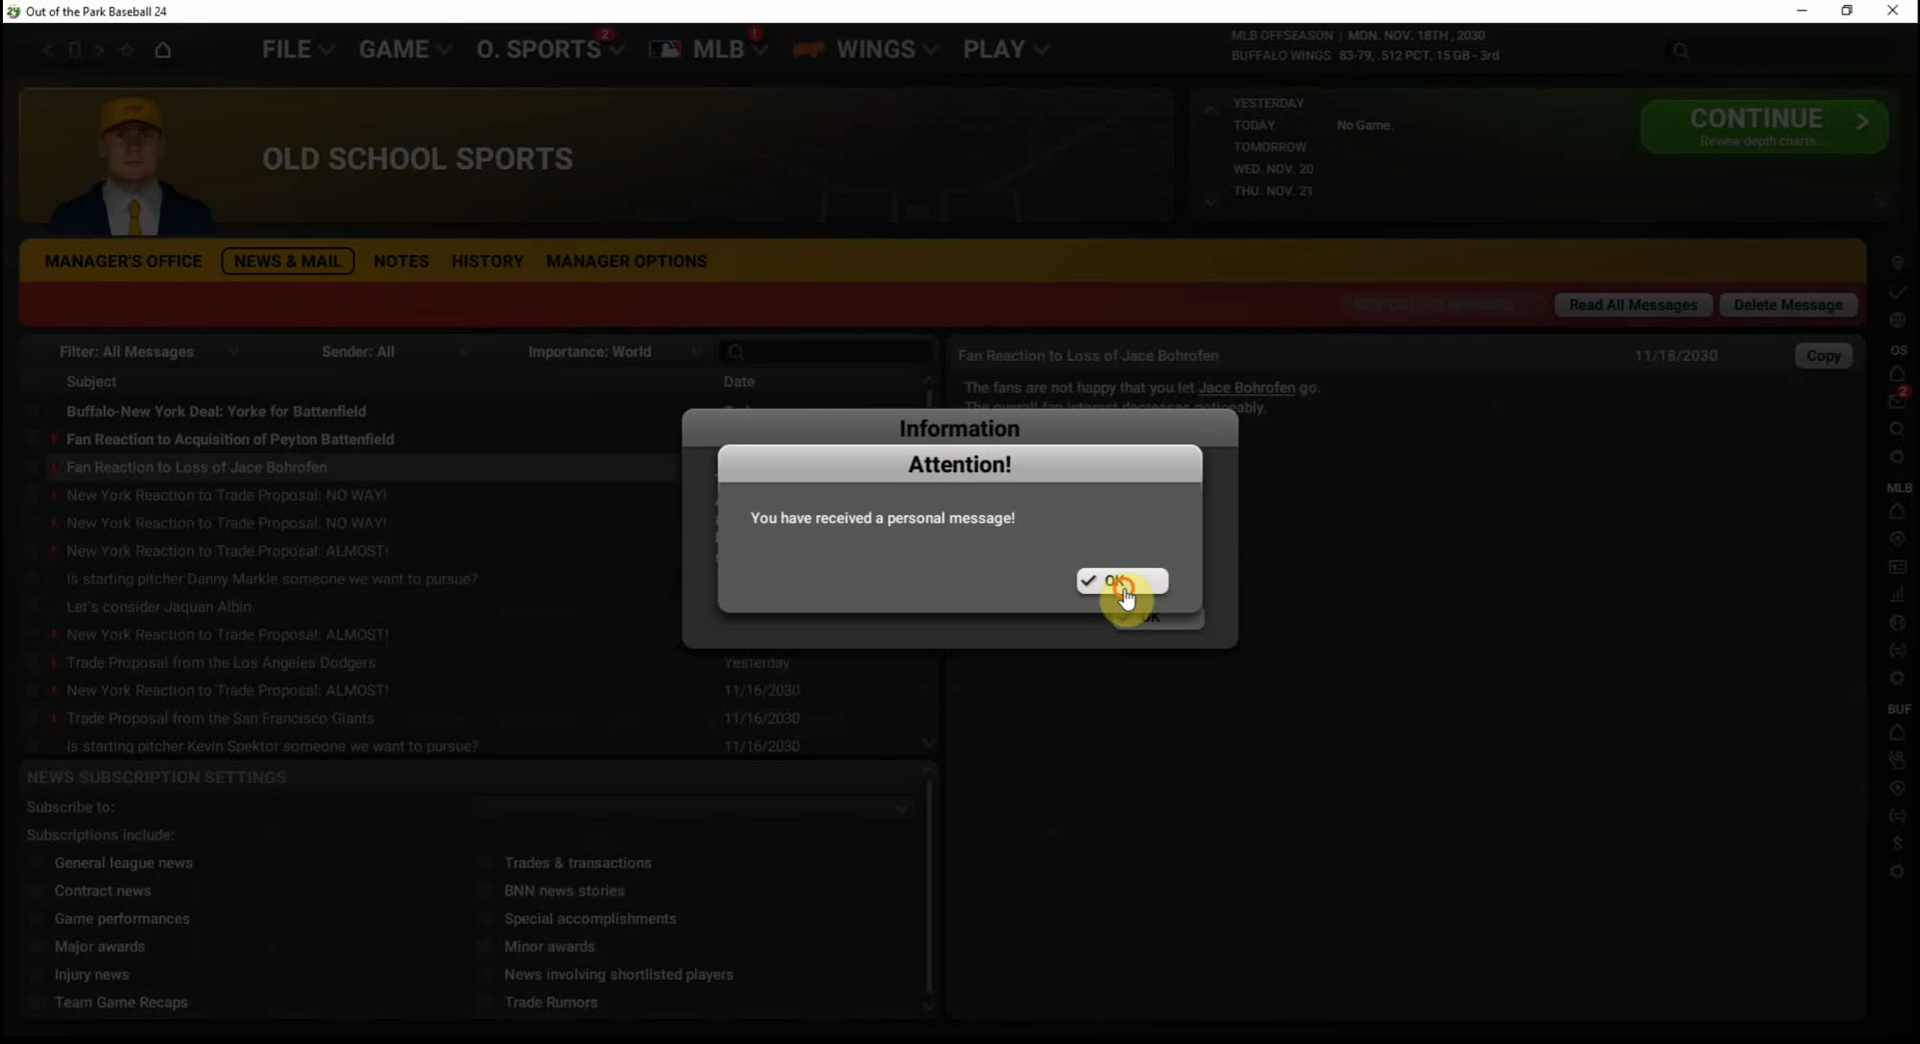 Out of the Park Baseball 24
FILE GAME O. SPORTS 2 MLB ! WINGS PLAY
MLB OFFSEASON | MON. NOV. 18TH, 2030
BUFFALO WINGS 83-79, .512 PCT, 15 GB - 3rd
OLD SCHOOL SPORTS
YESTERDAY
TODAY No Game.
TOMORROW
WED. NOV. 20
THU. NOV. 21
CONTINUE
Review depth charts...
MANAGER'S OFFICE NEWS & MAIL NOTES HISTORY MANAGER OPTIONS
Read All Messages Delete Message
Filter: All Messages Sender: All Importance: World
Subject Date
Buffalo-New York Deal: Yorke for Battenfield
! Fan Reaction to Acquisition of Peyton Battenfield
! Fan Reaction to Loss of Jace Bohrofen
! New York Reaction to Trade Proposal: NO WAY!
! New York Reaction to Trade Proposal: NO WAY!
! New York Reaction to Trade Proposal: ALMOST!
Is starting pitcher Danny Markle someone we want to pursue?
Let's consider Jaquan Albin
! New York Reaction to Trade Proposal: ALMOST!
! Trade Proposal from the Los Angeles Dodgers Yesterday
! New York Reaction to Trade Proposal: ALMOST! 11/16/2030
! Trade Proposal from the San Francisco Giants 11/16/2030
Is starting pitcher Kevin Spektor someone we want to pursue? 11/16/2030
Fan Reaction to Loss of Jace Bohrofen 11/18/2030 Copy
The fans are not happy that you let Jace Bohrofen go.
The overall fan interest decreases noticeably.
Information
Attention!
You have received a personal message!
OK
OK
NEWS SUBSCRIPTION SETTINGS
Subscribe to:
Subscriptions include:
General league news Trades & transactions
Contract news BNN news stories
Game performances Special accomplishments
Major awards Minor awards
Injury news News involving shortlisted players
Team Game Recaps Trade Rumors
OS
2
MLB
BUF
$